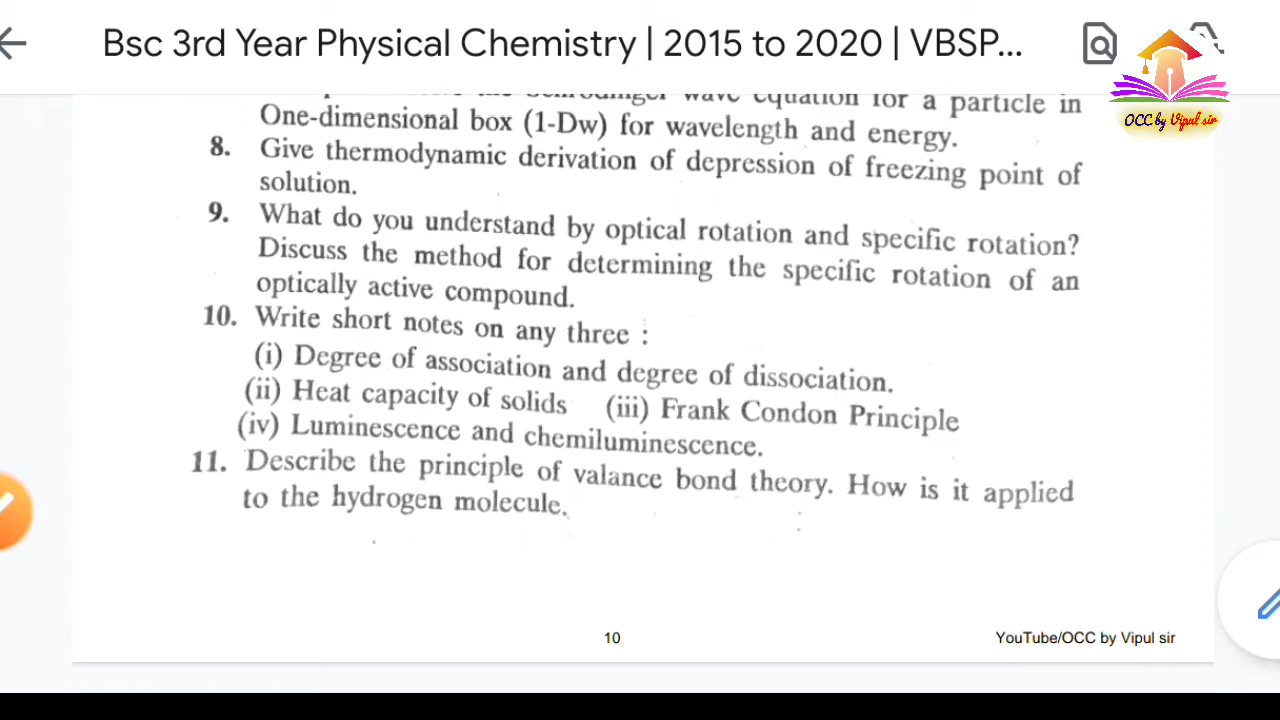 Bsc 3rd Year Physical Chemistry | 2015 to 2020 | VBSP...
OCC by Vipul sir
wave equation for a particle in
One-dimensional box (1-Dw) for wavelength and energy.
8. Give thermodynamic derivation of depression of freezing point of
solution.
9. What do you understand by optical rotation and specific rotation?
Discuss the method for determining the specific rotation of an
optically active compound.
10. Write short notes on any three :
(i) Degree of association and degree of dissociation.
(ii) Heat capacity of solids (iii) Frank Condon Principle
(iv) Luminescence and chemiluminescence.
11. Describe the principle of valance bond theory. How is it applied
to the hydrogen molecule.
10
YouTube/OCC by Vipul sir